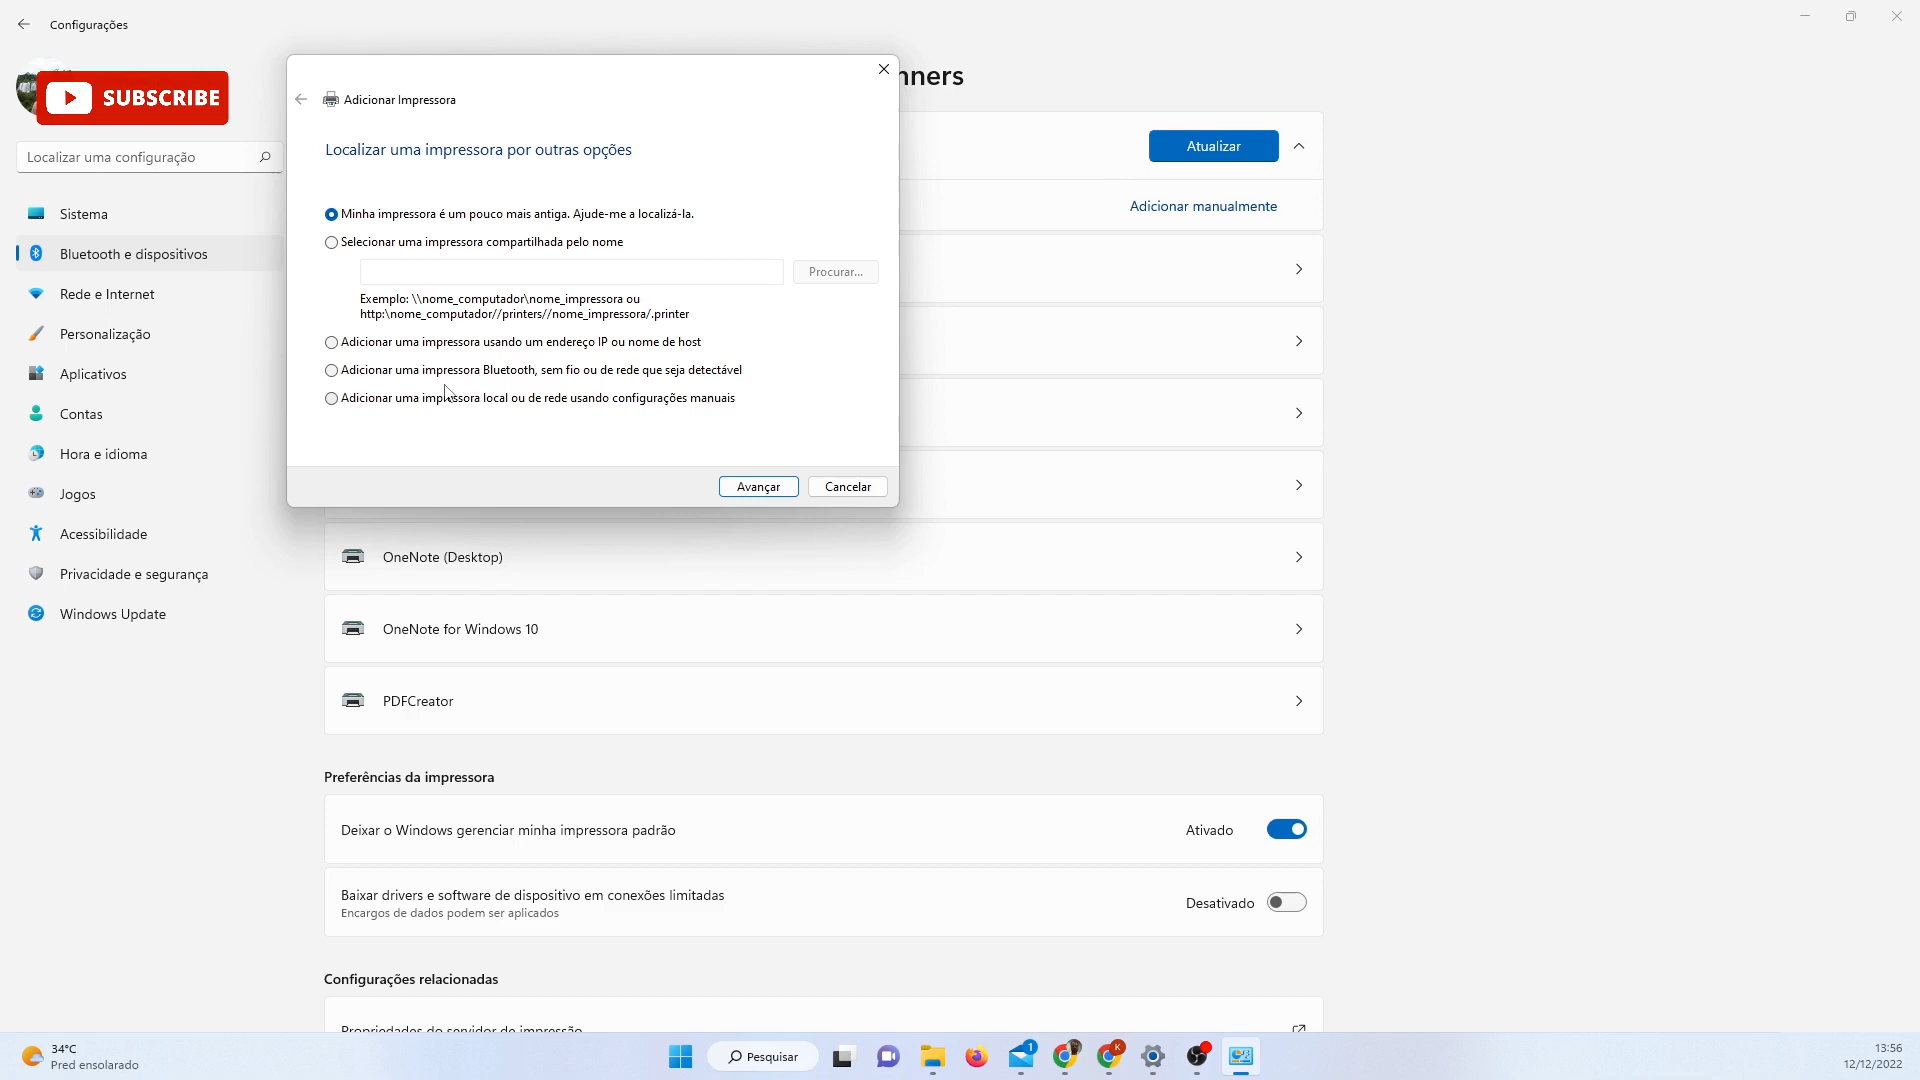 Configurações
SUBSCRIBE
Localizar uma configuração
Sistema
Bluetooth e dispositivos
Rede e Internet
Personalização
Aplicativos
Contas
Hora e idioma
Jogos
Acessibilidade
Privacidade e segurança
Windows Update
Adicionar Impressora
Localizar uma impressora por outras opções
Minha impressora é um pouco mais antiga. Ajude-me a localizá-la.
Selecionar uma impressora compartilhada pelo nome
Procurar...
Exemplo: \\nome_computador\nome_impressora ou
http:\nome_computador//printers//nome_impressora/.printer
Adicionar uma impressora usando um endereço IP ou nome de host
Adicionar uma impressora Bluetooth, sem fio ou de rede que seja detectável
Adicionar uma impressora local ou de rede usando configurações manuais
Avançar
Cancelar
nners
Atualizar
Adicionar manualmente
OneNote (Desktop)
OneNote for Windows 10
PDFCreator
Preferências da impressora
Deixar o Windows gerenciar minha impressora padrão
Ativado
Baixar drivers e software de dispositivo em conexões limitadas
Encargos de dados podem ser aplicados
Desativado
Configurações relacionadas
Propriedades do servidor de impressão
34°C
Pred ensolarado
Pesquisar
1
K
13:56
12/12/2022